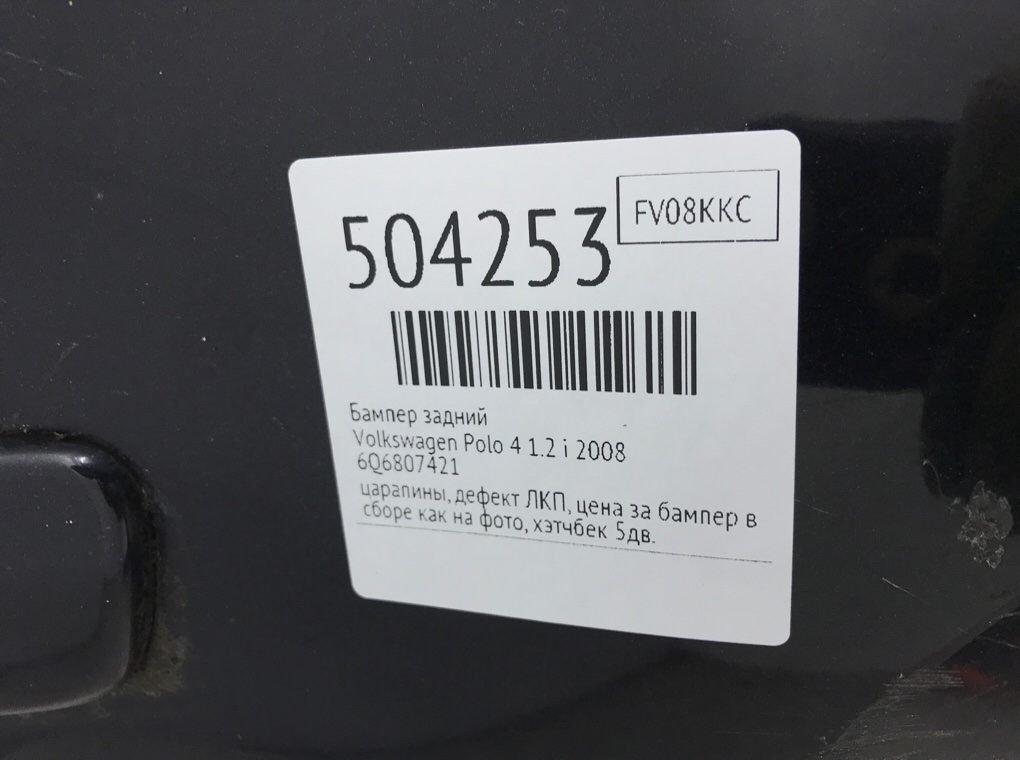 FV08KKC
504253
Бампер задний
Volkswagen Polo 4 1.2 i 2008
6Q6807421
царапины, дефект ЛКП, цена за бампер в
сборе как на фото, хэтчбек 5дв.